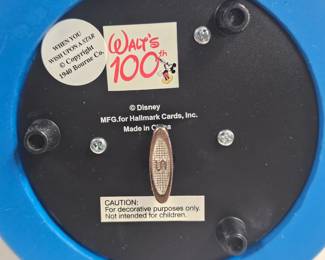 WHEN YOU
WISH UPON A STAR
© Copyright
1940 Bourne Co.
WALT'S
100th
© Disney
MFG.for Hallmark Cards, Inc.
Made in China
CAUTION:
For decorative purposes only.
Not intended for children.